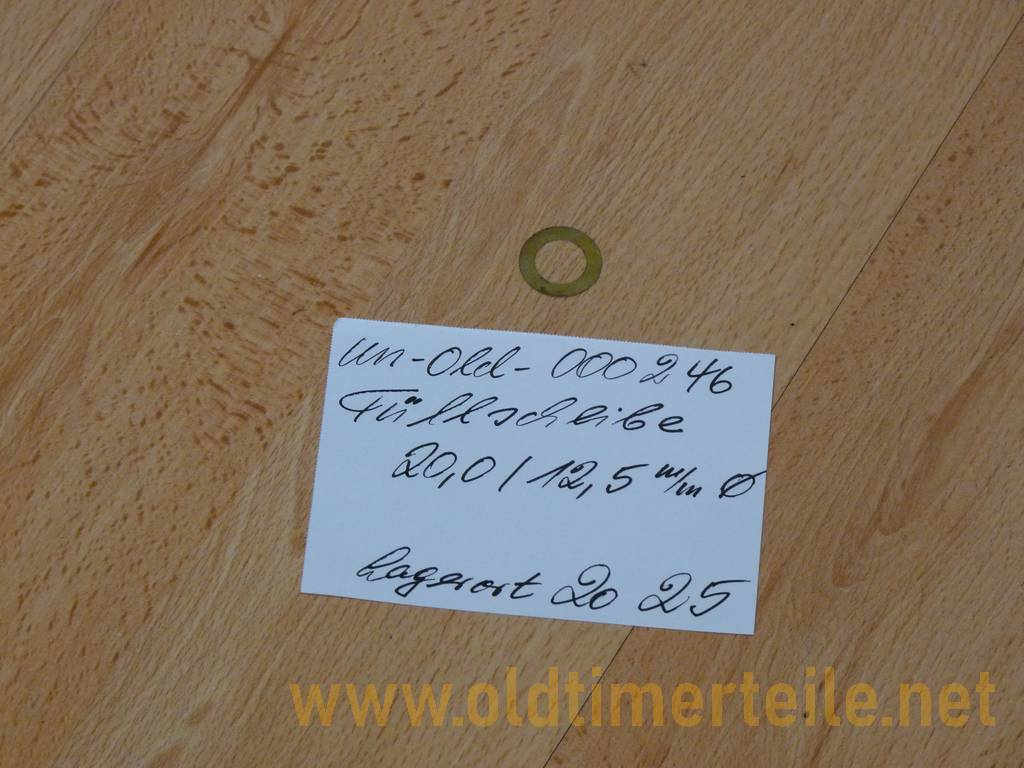 un-Old-000246
Füllscheibe
20,0/12,5 m/m Ø
Lagerort 20 25
www.oldtimerteile.net